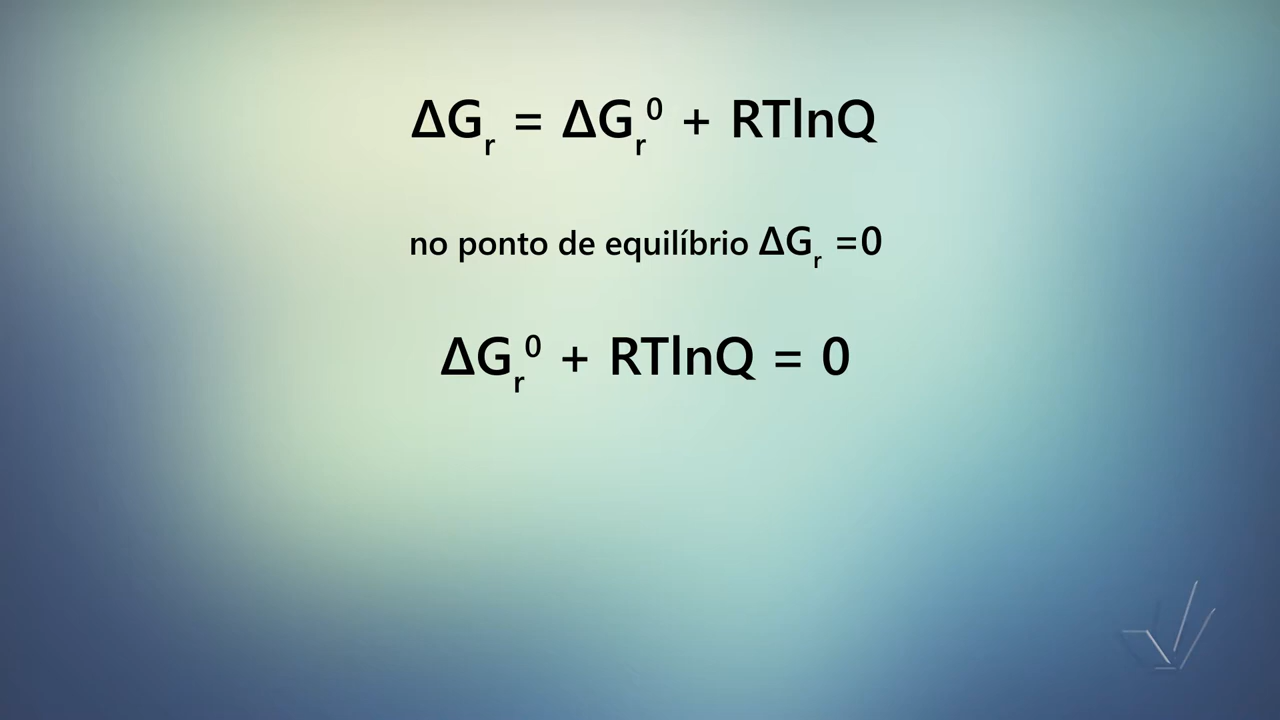 ΔGr = ΔGr⁰ + RTlnQ
no ponto de equilíbrio ΔGr =0
ΔGr⁰ + RTlnQ = 0